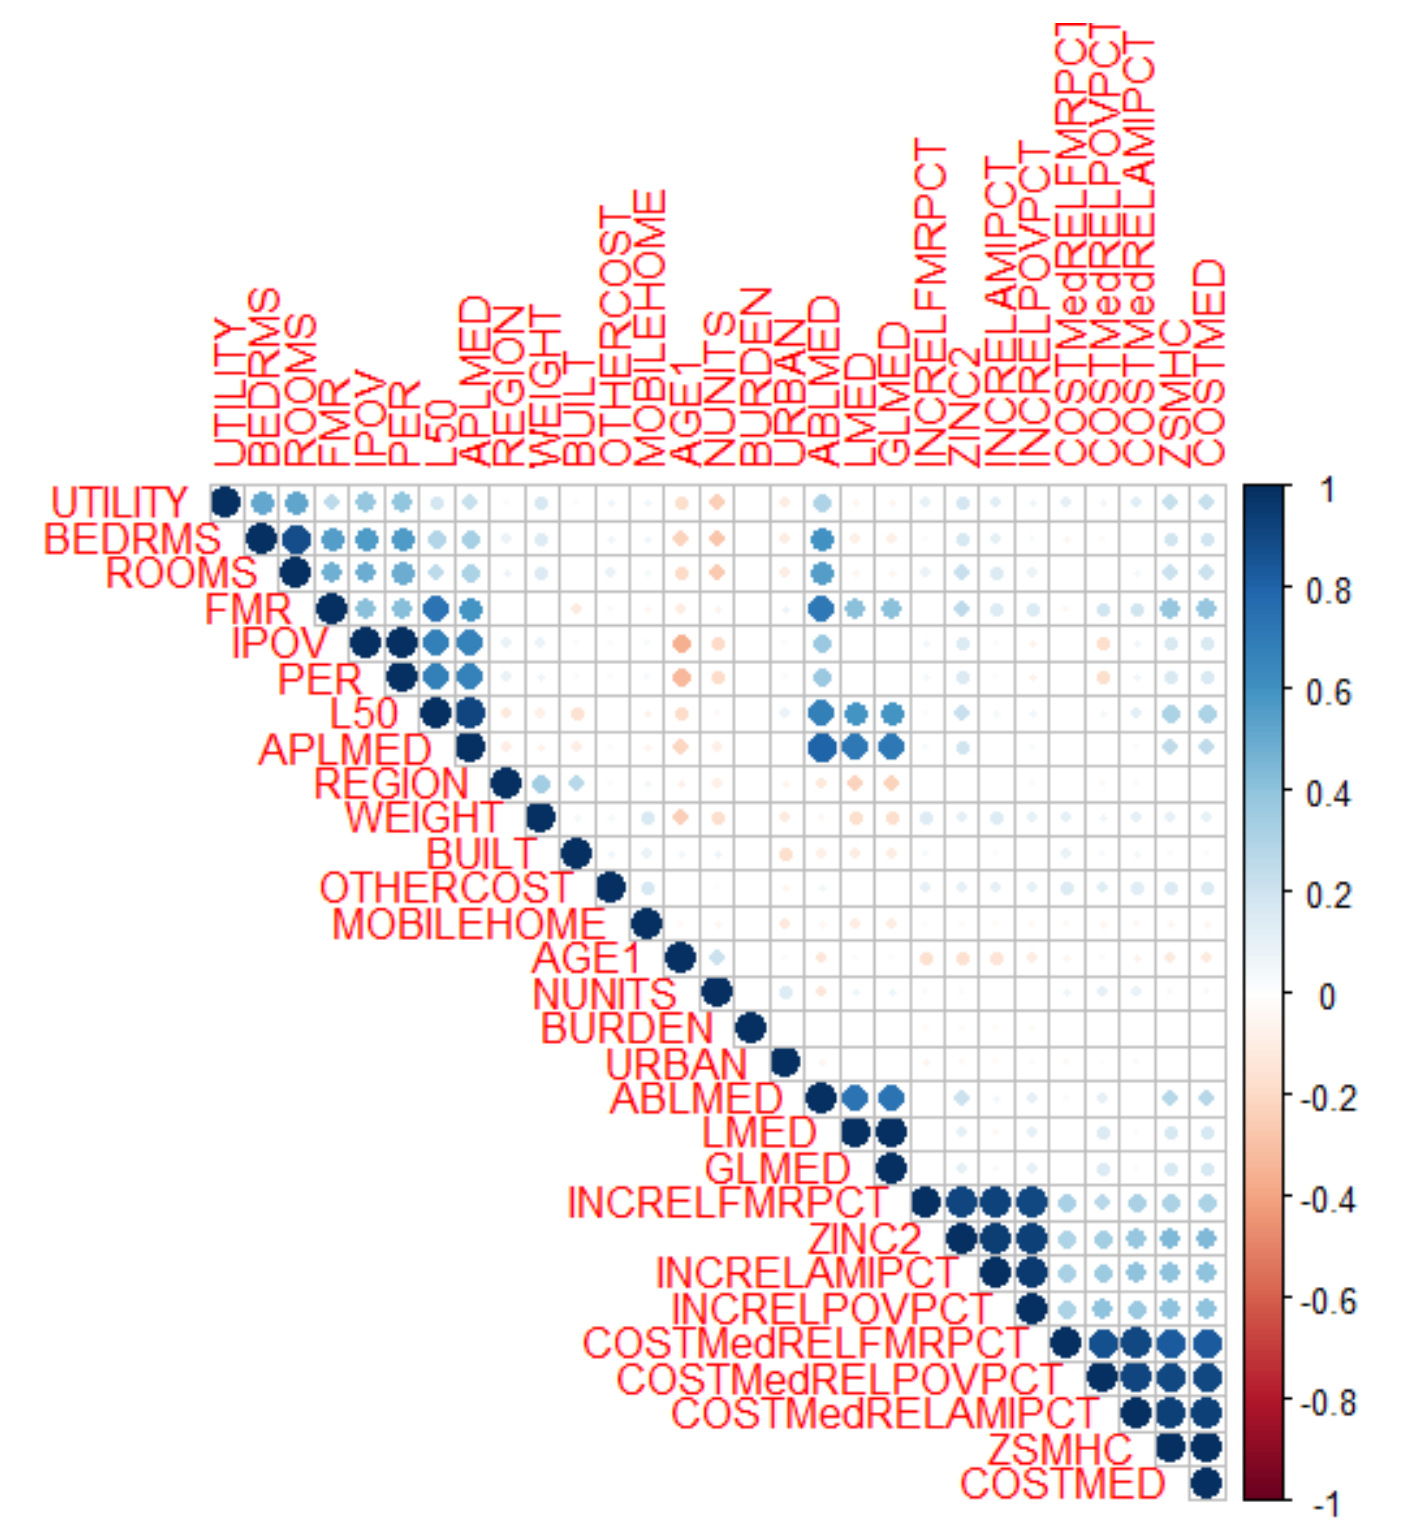 UTILITY
BEDRMS
ROOMS
FMR
IPOV
PER
L50
APLMED
REGION
WEIGHT
BUILT
OTHERCOST
MOBILEHOME
AGE1
NUNITS
BURDEN
URBAN
ABLMED
LMED
GLMED
INCRELFMRPCT
ZINC2
INCRELAMIPCT
INCRELPOVPCT
COSTMedRELFMRPCT
COSTMedRELPOVPCT
COSTMedRELAMIPCT
ZSMHC
COSTMED
UTILITY
BEDRMS
ROOMS
FMR
IPOV
PER
L50
APLMED
REGION
WEIGHT
BUILT
OTHERCOST
MOBILEHOME
AGE1
NUNITS
BURDEN
URBAN
ABLMED
LMED
GLMED
INCRELFMRPCT
ZINC2
INCRELAMIPCT
INCRELPOVPCT
COSTMedRELFMRPCT
COSTMedRELPOVPCT
COSTMedRELAMIPCT
ZSMHC
COSTMED
1
0.8
0.6
0.4
0.2
0
-0.2
-0.4
-0.6
-0.8
-1